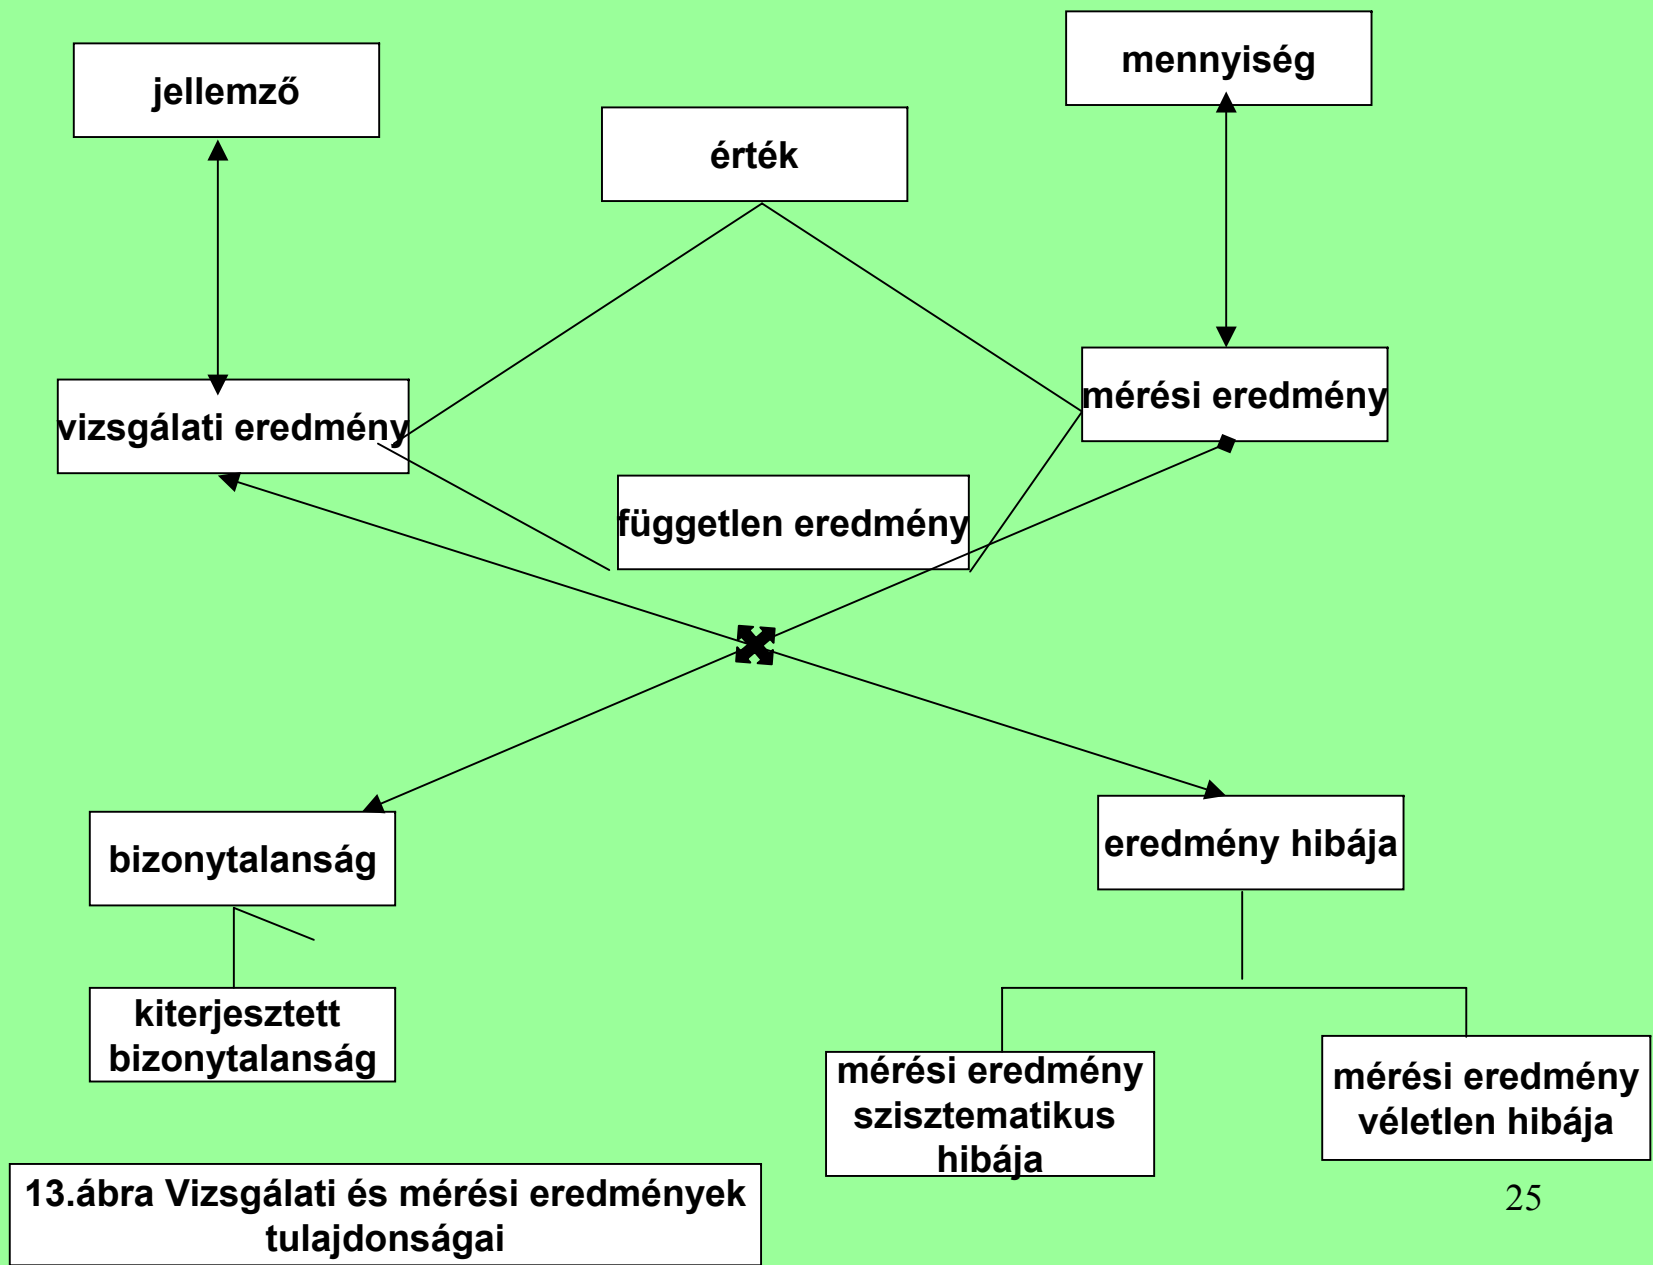 jellemző
mennyiség
érték
vizsgálati eredmény
mérési eredmény
független eredmény
bizonytalanság
eredmény hibája
kiterjesztett
bizonytalanság
mérési eredmény
szisztematikus
hibája
mérési eredmény
véletlen hibája
13.ábra Vizsgálati és mérési eredmények
tulajdonságai
25